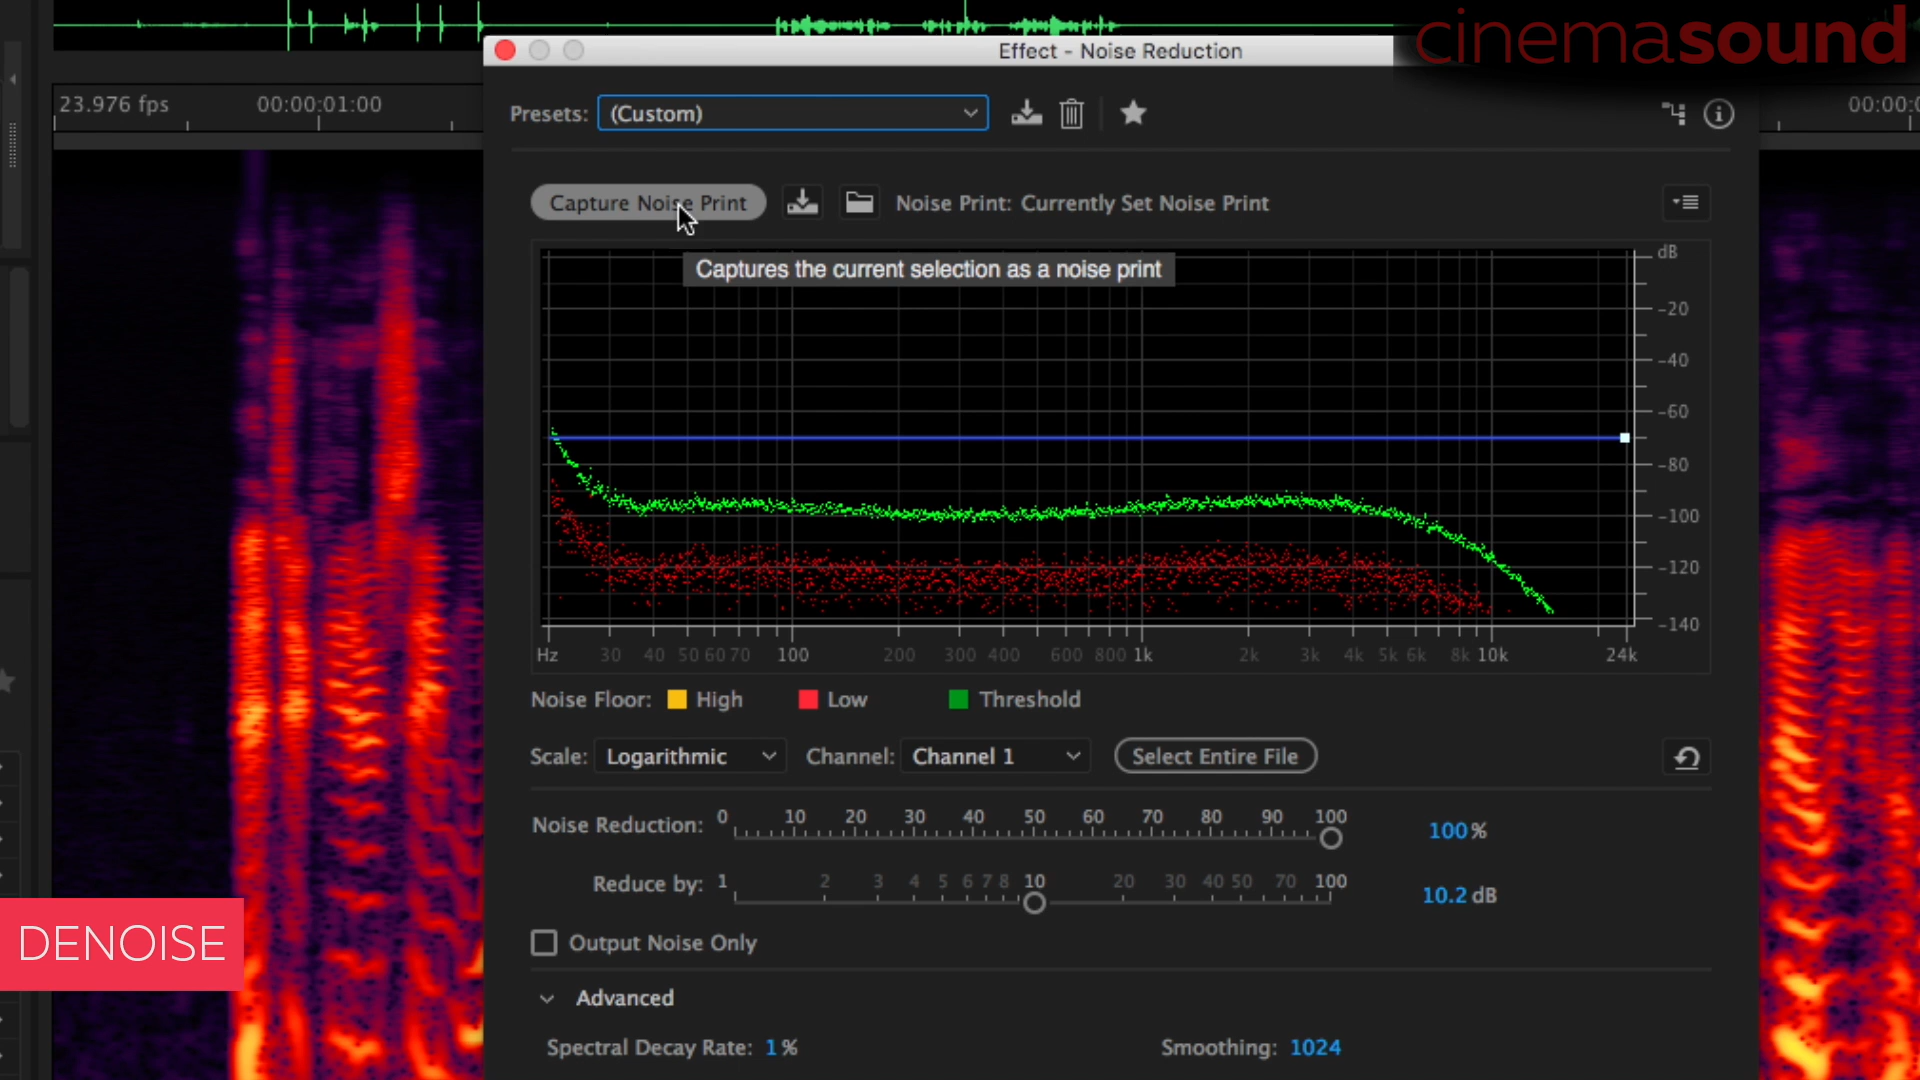 cinemasound
Effect - Noise Reduction
23.976 fps
00:00:01:00
Presets: (Custom)
Capture Noise Print
Noise Print: Currently Set Noise Print
Captures the current selection as a noise print
dB
-20
-40
-60
-80
-100
-120
-140
Hz 30 40 50 60 70 100 200 300 400 600 800 1k 2k 3k 4k 5k 6k 8k 10k 24k
Noise Floor: High Low Threshold
Scale: Logarithmic Channel: Channel 1 Select Entire File
Noise Reduction: 0 10 20 30 40 50 60 70 80 90 100 100 %
Reduce by: 1 2 3 4 5 6 7 8 10 20 30 40 50 70 100 10.2 dB
Output Noise Only
DENOISE
Advanced
Spectral Decay Rate: 1 % Smoothing: 1024